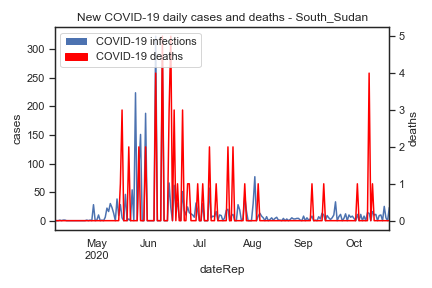 New COVID-19 daily cases and deaths - South_Sudan
COVID-19 infections
COVID-19 deaths
300
250
200
150
100
50
0
cases
5
4
3
2
1
0
deaths
May Jun Jul Aug Sep Oct
2020
dateRep